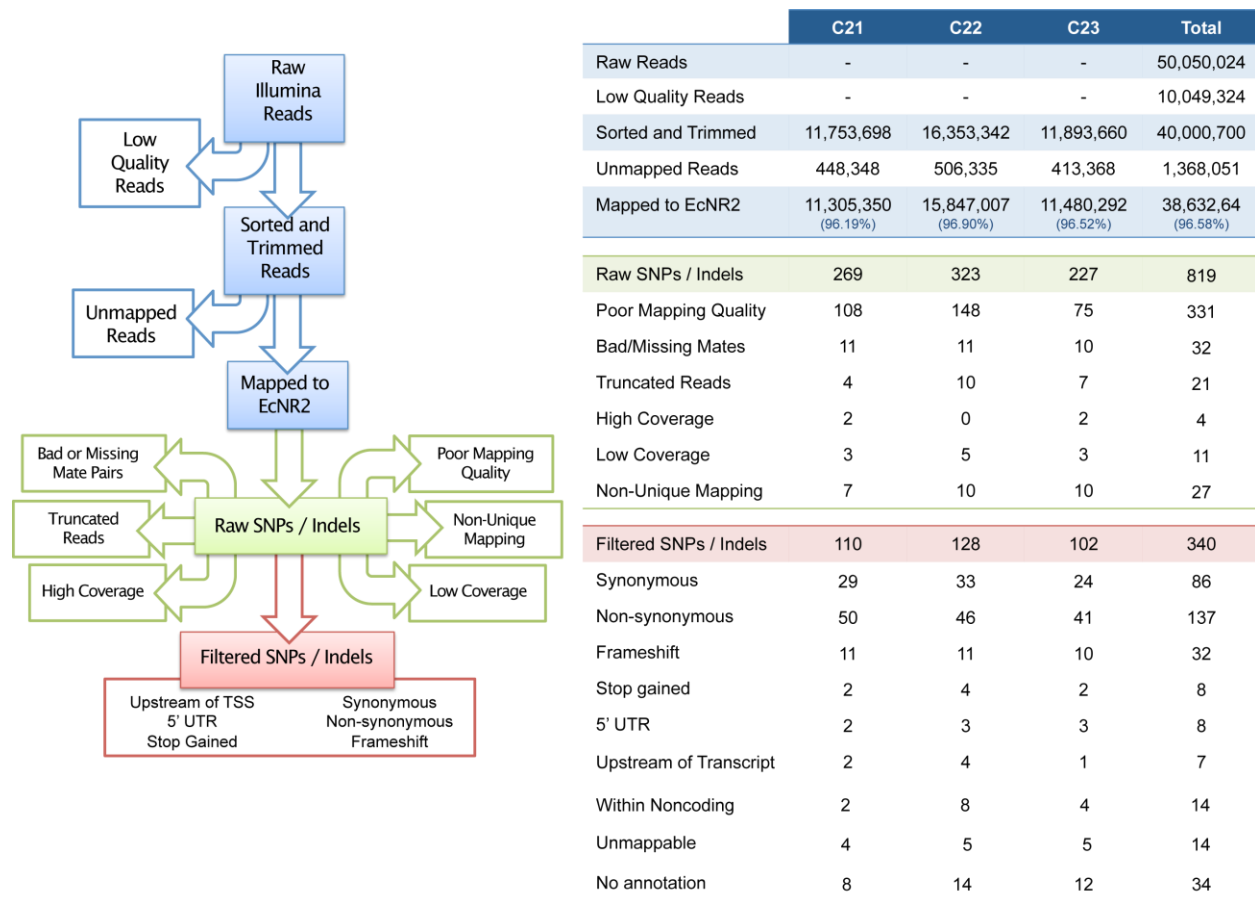 Raw
Illumina
Reads
Low
Quality
Reads
Sorted and
Trimmed
Reads
Unmapped
Reads
Mapped to
EcNR2
Bad or Missing
Mate Pairs
Poor Mapping
Quality
Truncated
Reads
Raw SNPs / Indels
Non-Unique
Mapping
High Coverage
Low Coverage
Filtered SNPs / Indels
Upstream of TSS Synonymous
5' UTR Non-synonymous
Stop Gained Frameshift
C21 C22 C23 Total
Raw Reads - - - 50,050,024
Low Quality Reads - - - 10,049,324
Sorted and Trimmed 11,753,698 16,353,342 11,893,660 40,000,700
Unmapped Reads 448,348 506,335 413,368 1,368,051
Mapped to EcNR2 11,305,350 15,847,007 11,480,292 38,632,64
(96.19%) (96.90%) (96.52%) (96.58%)
Raw SNPs / Indels 269 323 227 819
Poor Mapping Quality 108 148 75 331
Bad/Missing Mates 11 11 10 32
Truncated Reads 4 10 7 21
High Coverage 2 0 2 4
Low Coverage 3 5 3 11
Non-Unique Mapping 7 10 10 27
Filtered SNPs / Indels 110 128 102 340
Synonymous 29 33 24 86
Non-synonymous 50 46 41 137
Frameshift 11 11 10 32
Stop gained 2 4 2 8
5' UTR 2 3 3 8
Upstream of Transcript 2 4 1 7
Within Noncoding 2 8 4 14
Unmappable 4 5 5 14
No annotation 8 14 12 34